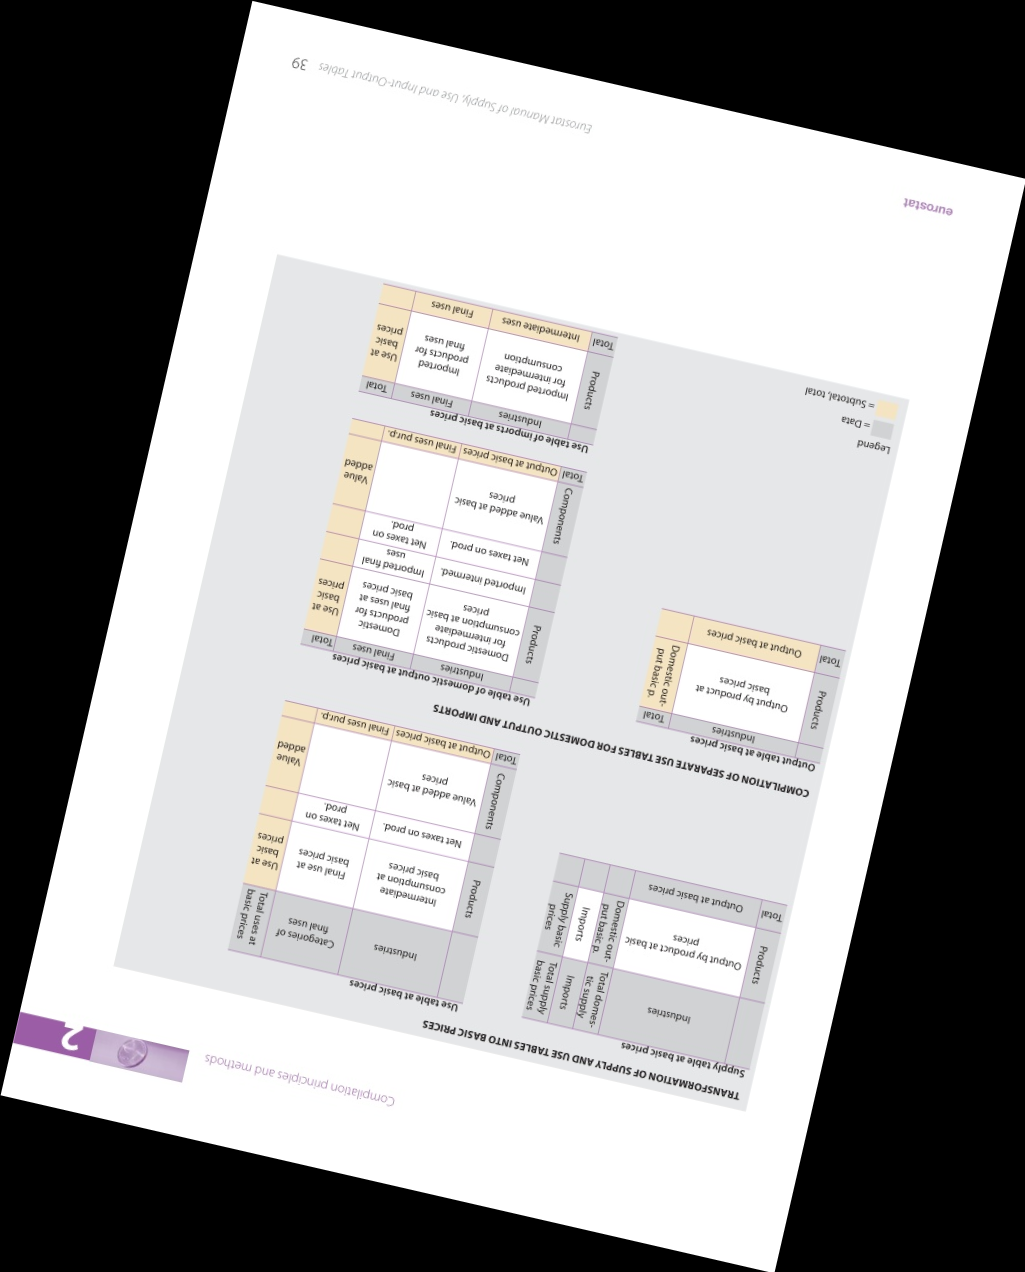 Compilation principles and methods
2
TRANSFORMATION OF SUPPLY AND USE TABLES INTO BASIC PRICES
Supply table at basic prices
Industries
Total domes-
tic supply
Imports
Total supply
basic prices
Products
Output by product at basic
prices
Domestic out-
put basic p.
Imports
Supply basic
prices
Total
Output at basic prices
Use table at basic prices
Industries
Categories of
final uses
Total uses at
basic prices
Products
Intermediate
consumption at
basic prices
Final use at
basic prices
Use at
basic
prices
Net taxes on prod.
Net taxes on
prod.
Components
Value added at basic
prices
Value
added
Total
Output at basic prices
Final uses pur.p.
COMPILATION OF SEPARATE USE TABLES FOR DOMESTIC OUTPUT AND IMPORTS
Output table at basic prices
Industries
Total
Products
Output by product at
basic prices
Domestic out-
put basic p.
Total
Output at basic prices
Use table of domestic output at basic prices
Industries
Final uses
Total
Products
Domestic products
for intermediate
consumption at basic
prices
Domestic
products for
final uses at
basic prices
Use at
basic
prices
Imported intermed.
Imported final
uses
Net taxes on prod.
Net taxes on
prod.
Components
Value added at basic
prices
Value
added
Total
Output at basic prices
Final uses pur.p.
Use table of imports at basic prices
Industries
Final uses
Total
Products
Imported products
for intermediate
consumption
Imported
products for
final uses
Use at
basic
prices
Total
Intermediate uses
Final uses
Legend
= Data
= Subtotal, total
eurostat
Eurostat Manual of Supply, Use and Input-Output Tables
39